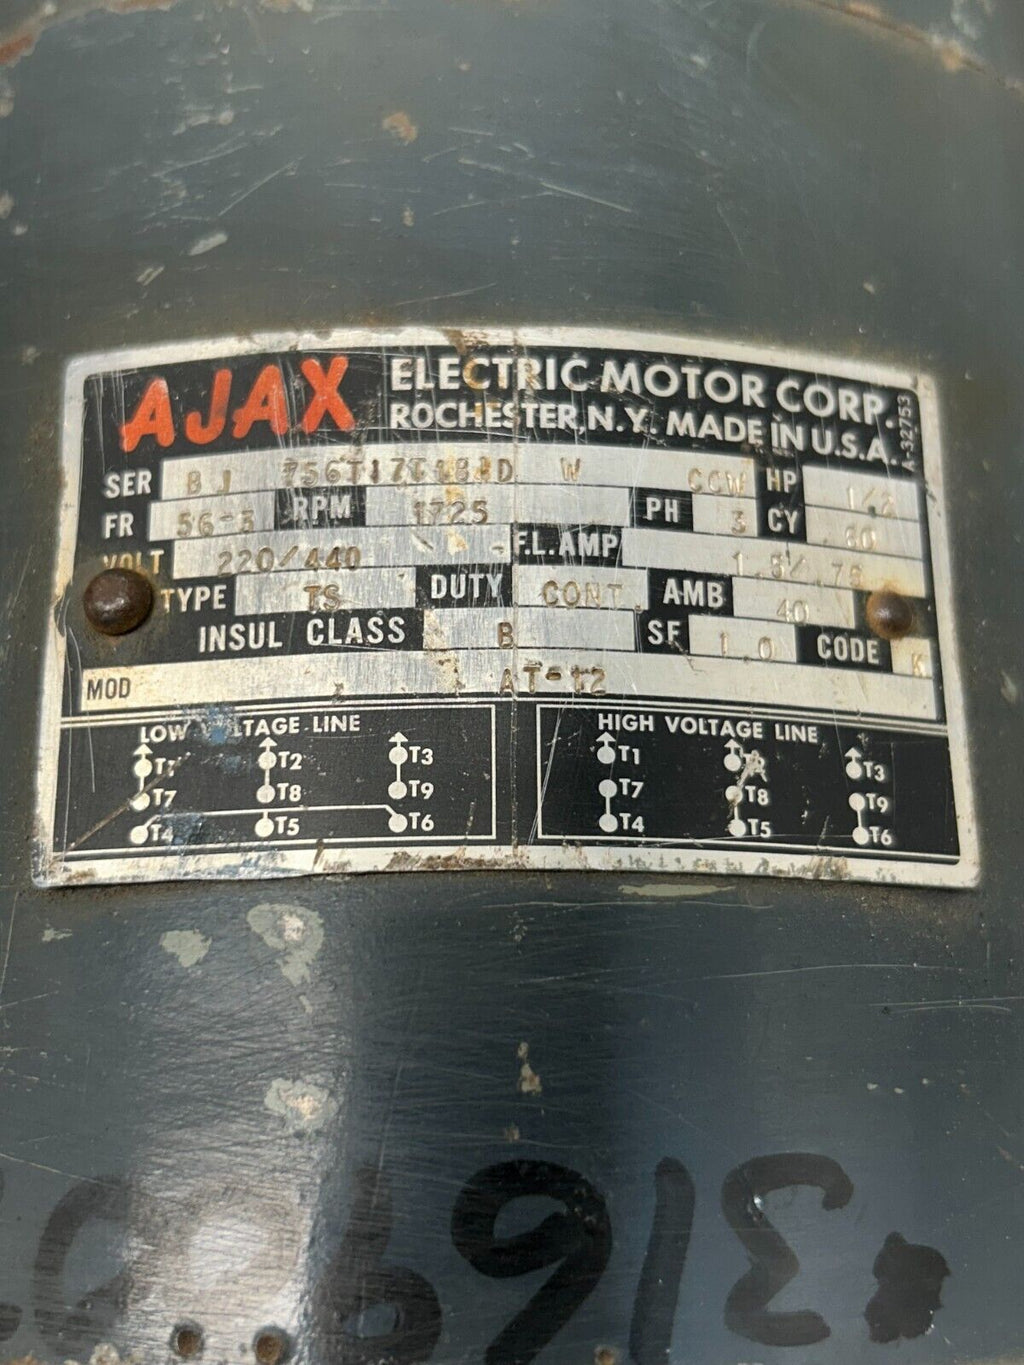 AJAX ELECTRIC MOTOR CORP.
ROCHESTER, N.Y. MADE IN U.S.A.
A-32753
SER BJ W CCW HP 1/2
FR 56-3 RPM 1725 PH 3 CY 60
VOLT 220/440 F.L. AMP
TYPE TS DUTY CONT. AMB 40
INSUL CLASS B SF 1.0 CODE K
MOD AT-12
LOW VOLTAGE LINE
T1 T2 T3
T7 T8 T9
T4 T5 T6
HIGH VOLTAGE LINE
T1 T3
T7 T8 T9
T4 T5 T6